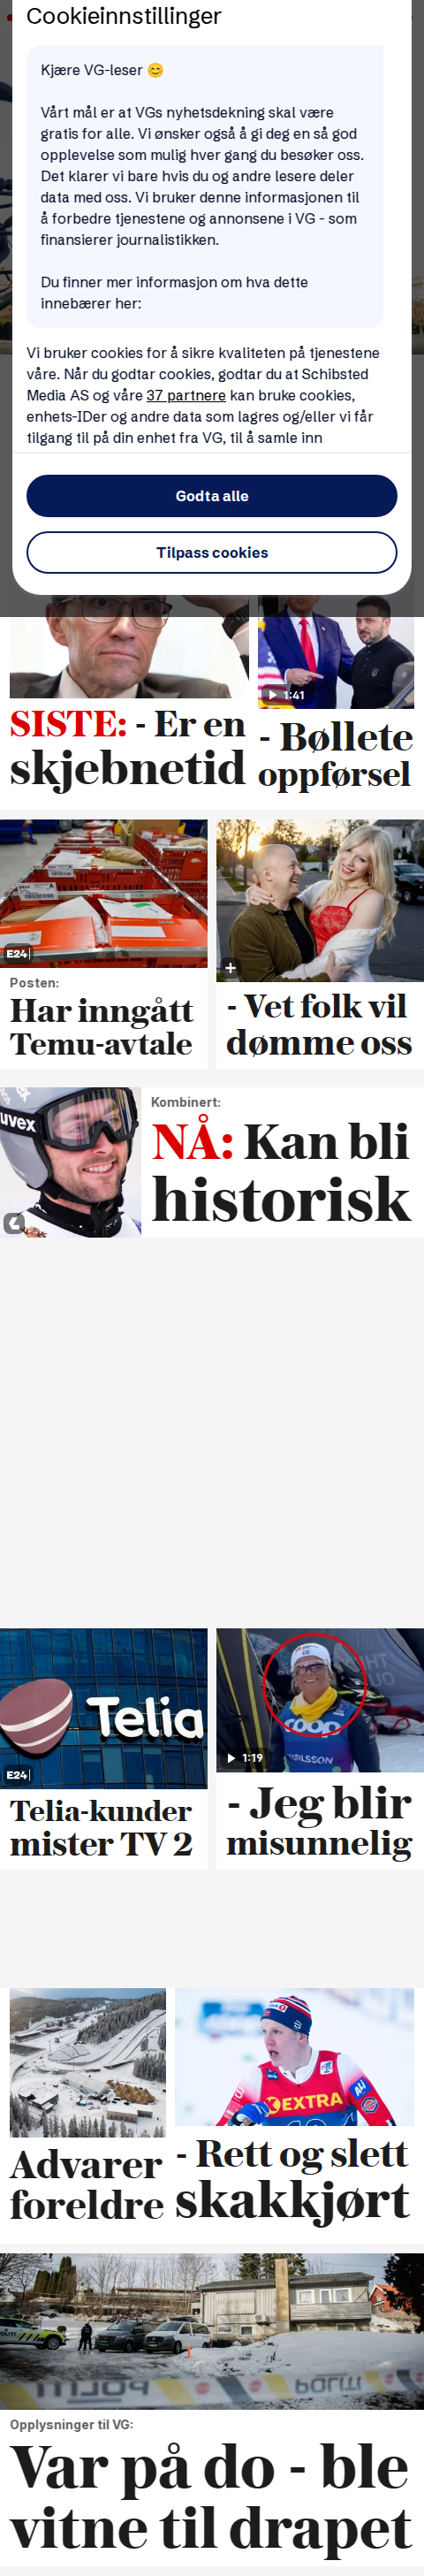 Cookieinnstillinger
Kjære VG-leser 😊
Vårt mål er at VGs nyhetsdekning skal være
gratis for alle. Vi ønsker også å gi deg en så god
opplevelse som mulig hver gang du besøker oss.
Det klarer vi bare hvis du og andre lesere deler
data med oss. Vi bruker denne informasjonen til
å forbedre tjenestene og annonsene i VG - som
finansierer journalistikken.
Du finner mer informasjon om hva dette
innebærer her:
Vi bruker cookies for å sikre kvaliteten på tjenestene
våre. Når du godtar cookies, godtar du at Schibsted
Media AS og våre 37 partnere kan bruke cookies,
enhets-IDer og andre data som lagres og/eller vi får
tilgang til på din enhet fra VG, til å samle inn
Godta alle
Tilpass cookies
1:41
SISTE: - Er en
skjebnetid
- Bøllete
oppførsel
E24
Posten:
Har inngått
Temu-avtale
- Vet folk vil
dømme oss
uvex
Kombinert:
NÅ: Kan bli
historisk
Telia
E24
Telia-kunder
mister TV 2
coop
KARLSSON
1:19
- Jeg blir
misunnelig
Advarer
foreldre
EXTRA
- Rett og slett
skakkjørt
POLITI
POLITI
Opplysninger til VG:
Var på do - ble
vitne til drapet